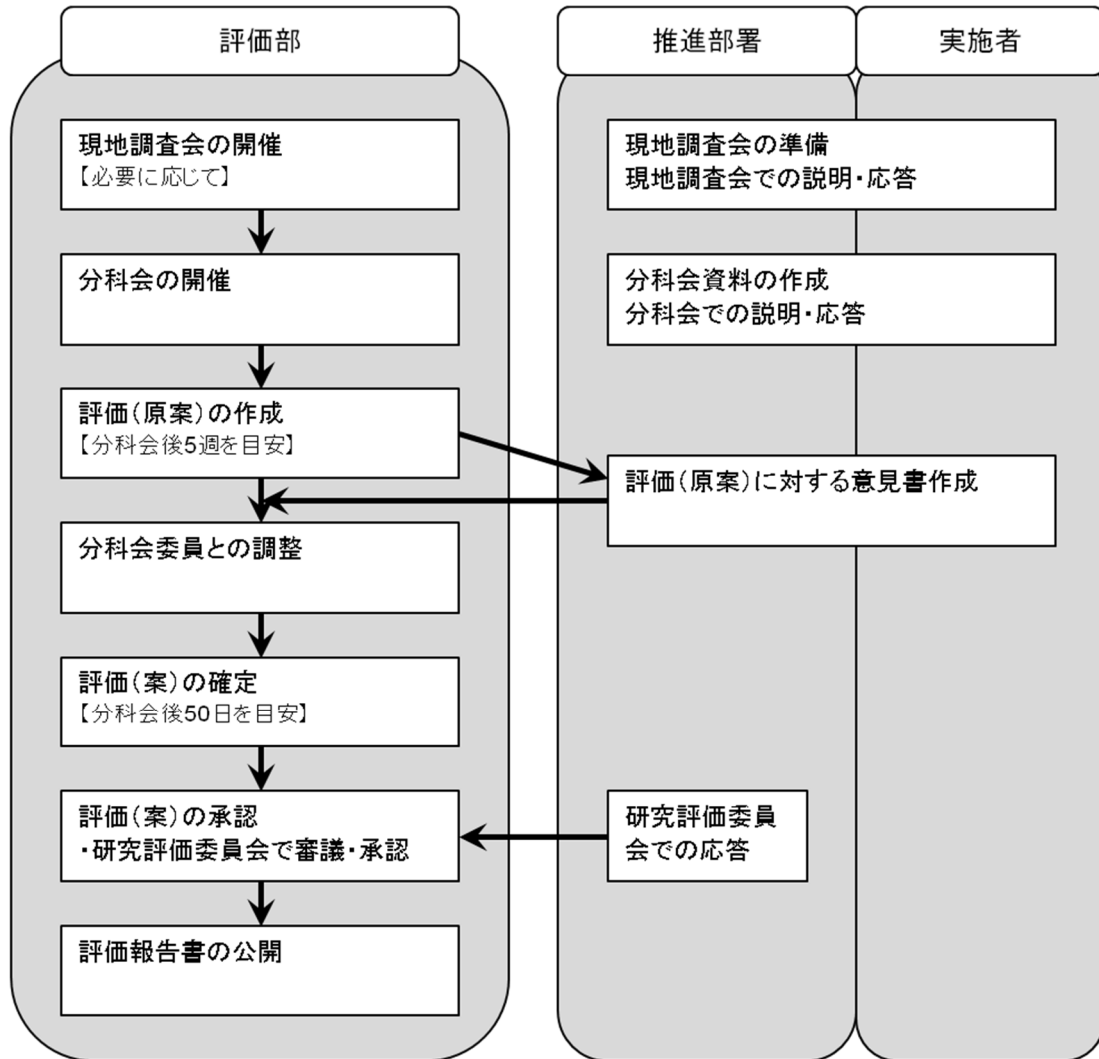 評価部
推進部署
実施者
現地調査会の開催
【必要に応じて】
現地調査会の準備
現地調査会での説明・応答
分科会の開催
分科会資料の作成
分科会での説明・応答
評価(原案)の作成
【分科会後5週を目安】
評価(原案)に対する意見書作成
分科会委員との調整
評価(案)の確定
【分科会後50日を目安】
評価(案)の承認
・研究評価委員会で審議・承認
研究評価委員
会での応答
評価報告書の公開